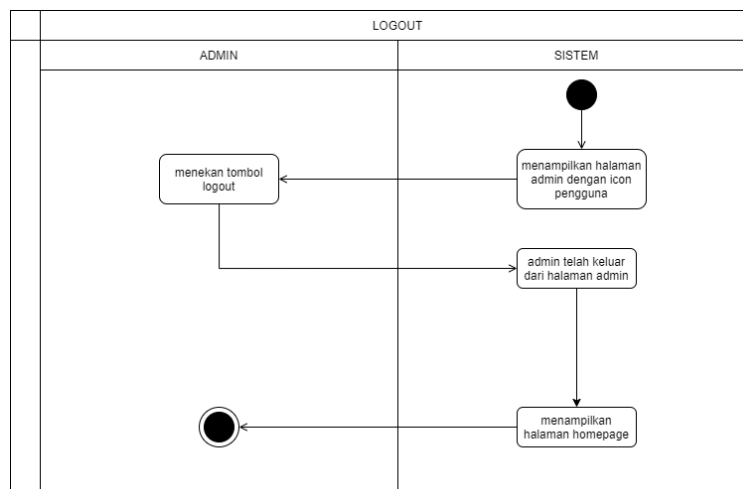 LOGOUT
ADMIN
SISTEM
menampilkan halaman
admin dengan icon
pengguna
menekan tombol
logout
admin telah keluar
dari halaman admin
menampilkan
halaman homepage